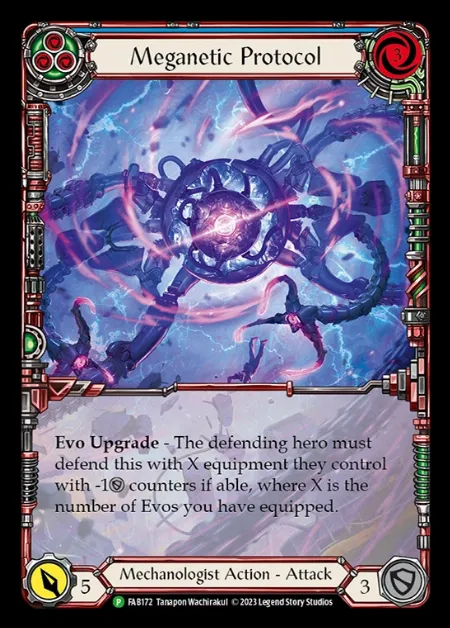 Meganetic Protocol
3
Evo Upgrade - The defending hero must
defend this with X equipment they control
with -1 counters if able, where X is the
number of Evos you have equipped.
5
Mechanologist Action - Attack
3
P FAB172 Tanapon Wachirakul © 2023 Legend Story Studios